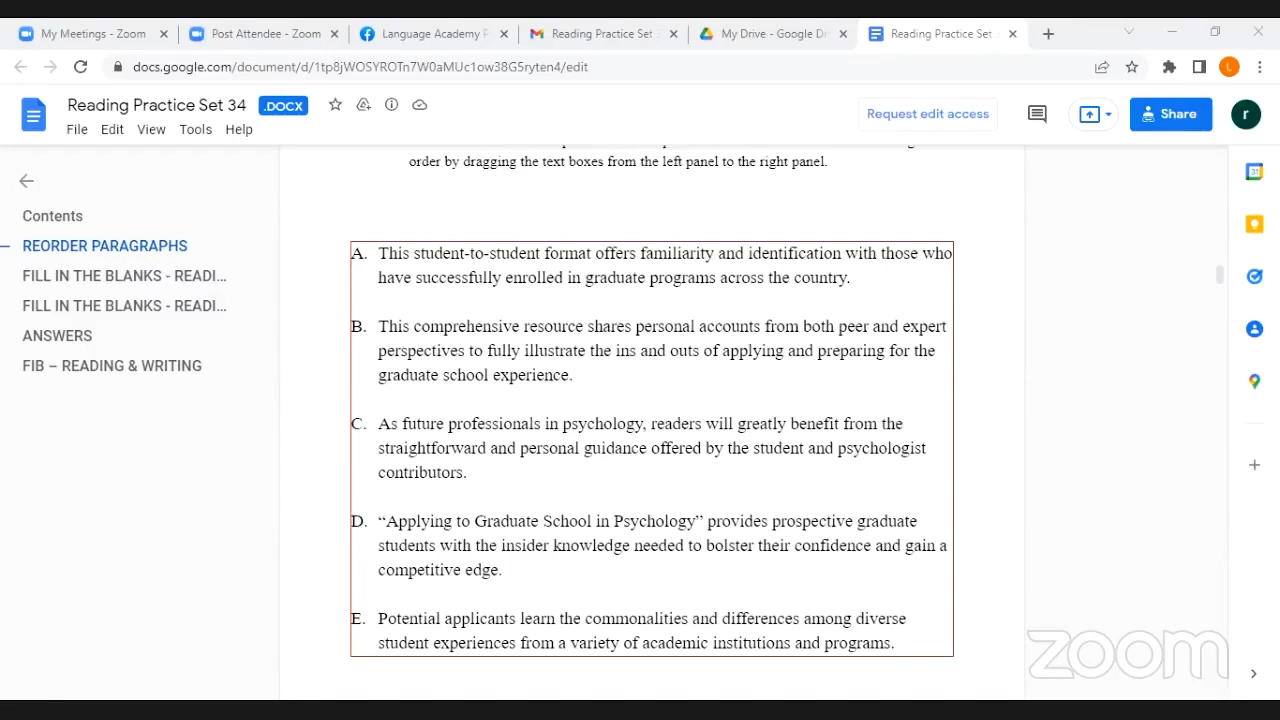 My Meetings - Zoom
Post Attendee - Zoom
Language Academy
Reading Practice Set
My Drive - Google Dr
Reading Practice Set
docs.google.com/document/d/1tp8jWOSYROTn7W0aMUc1ow38G5ryten4/edit
L
Reading Practice Set 34 .DOCX
File Edit View Tools Help
Request edit access
Share
r
order by dragging the text boxes from the left panel to the right panel.
Contents
REORDER PARAGRAPHS
FILL IN THE BLANKS - READI...
FILL IN THE BLANKS - READI...
ANSWERS
FIB – READING & WRITING
A. This student-to-student format offers familiarity and identification with those who
have successfully enrolled in graduate programs across the country.
B. This comprehensive resource shares personal accounts from both peer and expert
perspectives to fully illustrate the ins and outs of applying and preparing for the
graduate school experience.
C. As future professionals in psychology, readers will greatly benefit from the
straightforward and personal guidance offered by the student and psychologist
contributors.
D. “Applying to Graduate School in Psychology” provides prospective graduate
students with the insider knowledge needed to bolster their confidence and gain a
competitive edge.
E. Potential applicants learn the commonalities and differences among diverse
student experiences from a variety of academic institutions and programs.
31
zoom